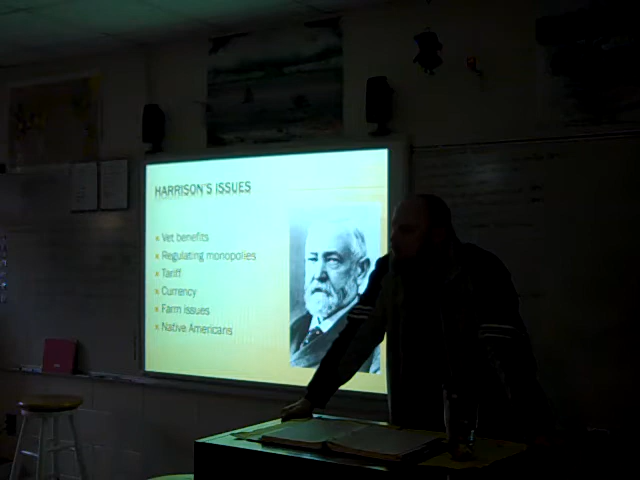 HARRISON'S ISSUES
Vet benefits
Regulating monopolies
Tariff
Currency
Farm issues
Native Americans